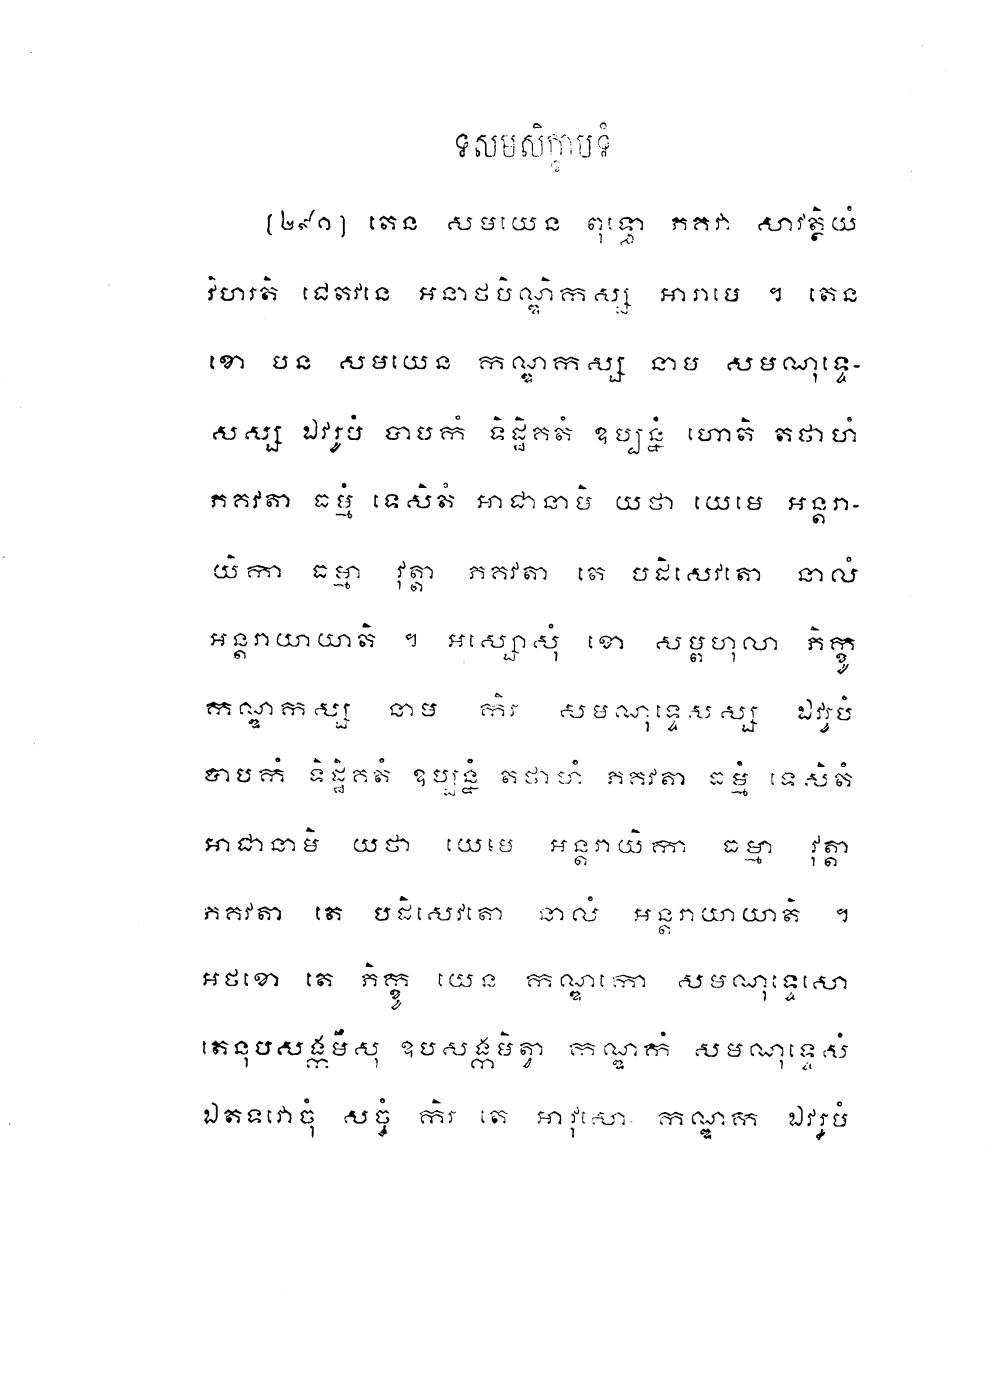 ទសមសិក្ខាបទំ
[២៩១] តេន សមយេន ពុទ្ធោ ភគវា សាវត្ថិយំ
វិហរតិ ជេតវនេ អនាថបិណ្ឌិកស្ស អារាមេ ។ តេន
ខោ បន សមយេន កណ្ឌកស្ស នាម សមណុទ្ទេ-
សស្ស ឯវរូបំ បាបកំ ទិដ្ឋិគតំ ឧប្បន្នំ ហោតិ តថាហំ
ភគវតា ធម្មំ ទេសិតំ អាជានាមិ យថា យេមេ អន្តរា-
យិកា ធម្មា វុត្តា ភគវតា តេ បដិសេវតោ នាលំ
អន្តរាយាយាតិ ។ អស្សោសុំ ខោ សម្ពហុលា ភិក្ខូ
កណ្ឌកស្ស នាម កិរ សមណុទ្ទេសស្ស ឯវរូបំ
បាបកំ ទិដ្ឋិគតំ ឧប្បន្នំ តថាហំ ភគវតា ធម្មំ ទេសិតំ
អាជានាមិ យថា យេមេ អន្តរាយិកា ធម្មា វុត្តា
ភគវតា តេ បដិសេវតោ នាលំ អន្តរាយាយាតិ ។
អថខោ តេ ភិក្ខូ យេន កណ្ឌកោ សមណុទ្ទេសោ
តេនុបសង្កមឹសុ ឧបសង្កមិត្វា កណ្ឌកំ សមណុទ្ទេសំ
ឯតទវោចុំ សច្ចំ កិរ តេ អាវុសោ កណ្ឌក ឯវរូបំ